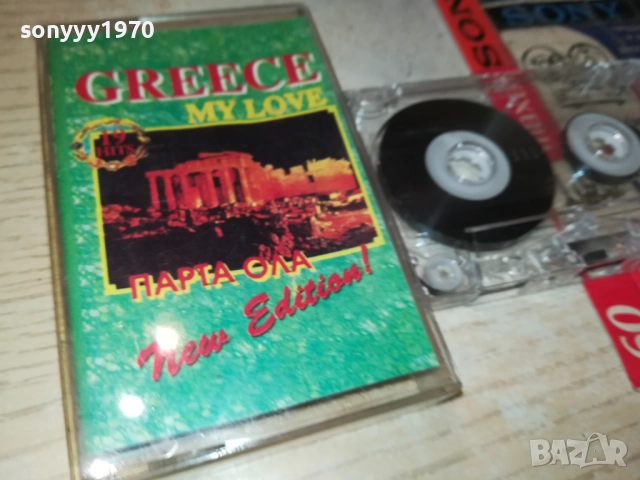 sonyyy1970
GREECE
MY LOVE
19
HITS
ΠΑΡΤΑ ΟΛΑ
New Edition!
SONY
60
BAZAR